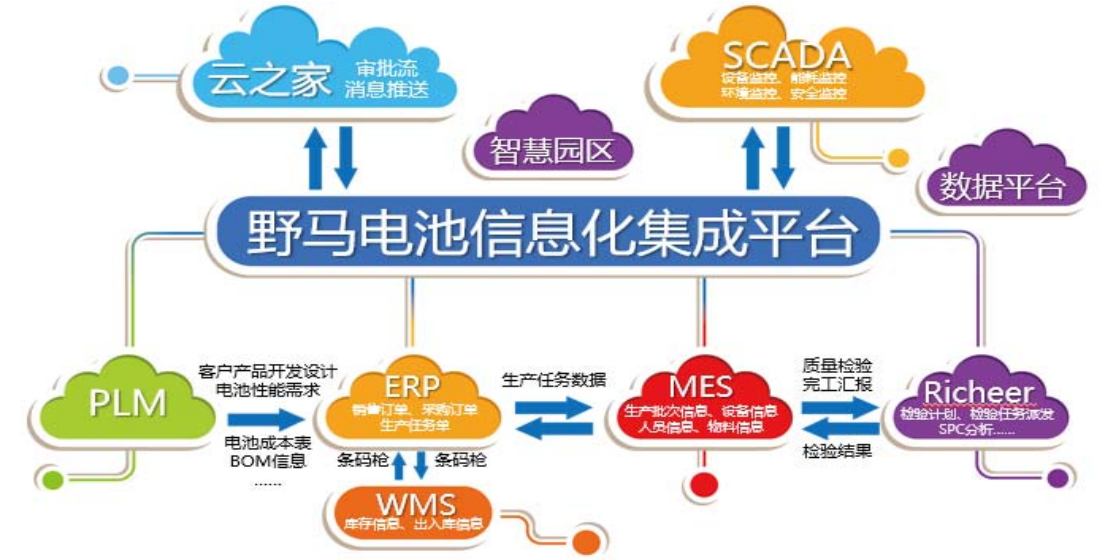 云之家
审批流
消息推送
SCADA
设备监控、能耗监控
环境监控、安全监控
智慧园区
数据平台
野马电池信息化集成平台
PLM
客户产品开发设计
电池性能需求
电池成本表
BOM信息
......
ERP
销售订单、采购订单
生产任务单
生产任务数据
MES
生产批次信息、设备信息
人员信息、物料信息
质量检验
完工汇报
检验结果
Richeer
检验计划、检验任务派发
SPC分析......
条码枪
条码枪
WMS
库存信息、出入库信息